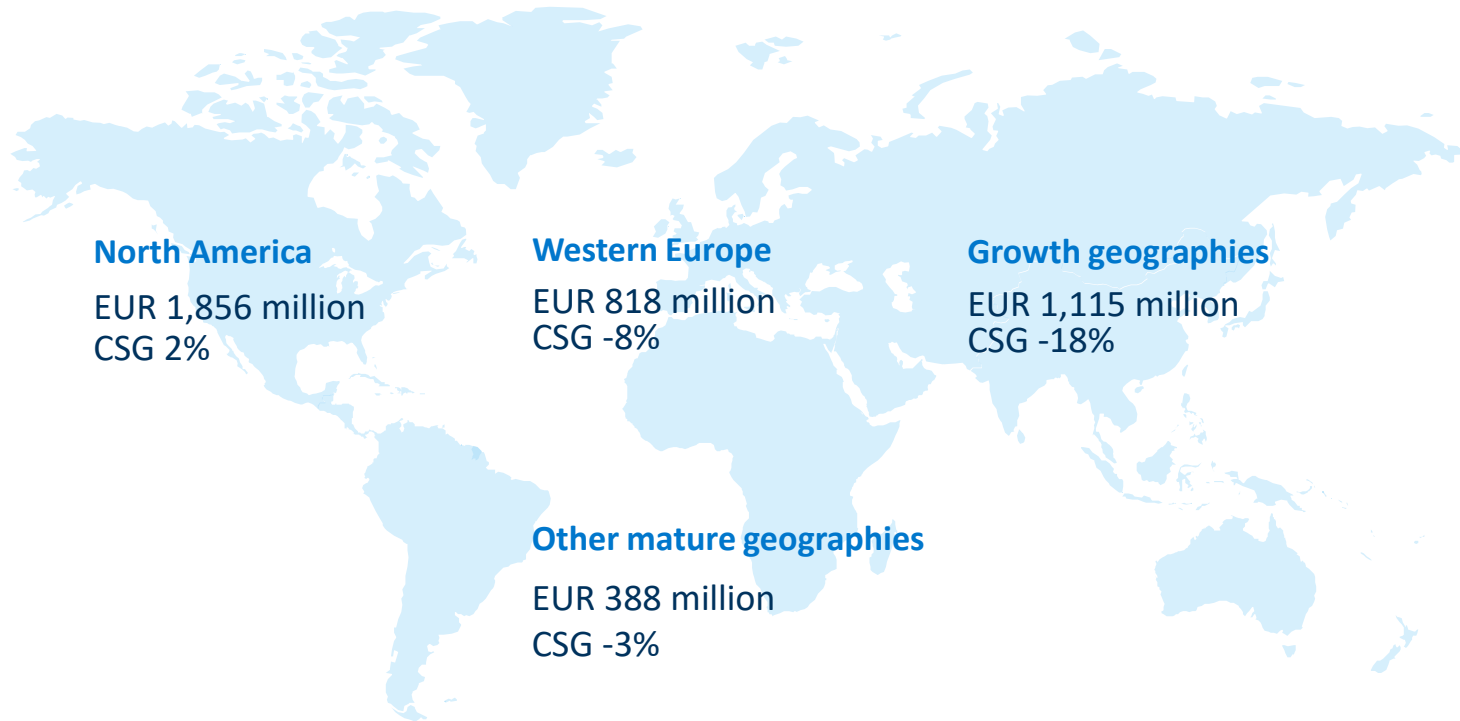 North America
EUR 1,856 million
CSG 2%
Western Europe
EUR 818 million
CSG -8%
Growth geographies
EUR 1,115 million
CSG -18%
Other mature geographies
EUR 388 million
CSG -3%